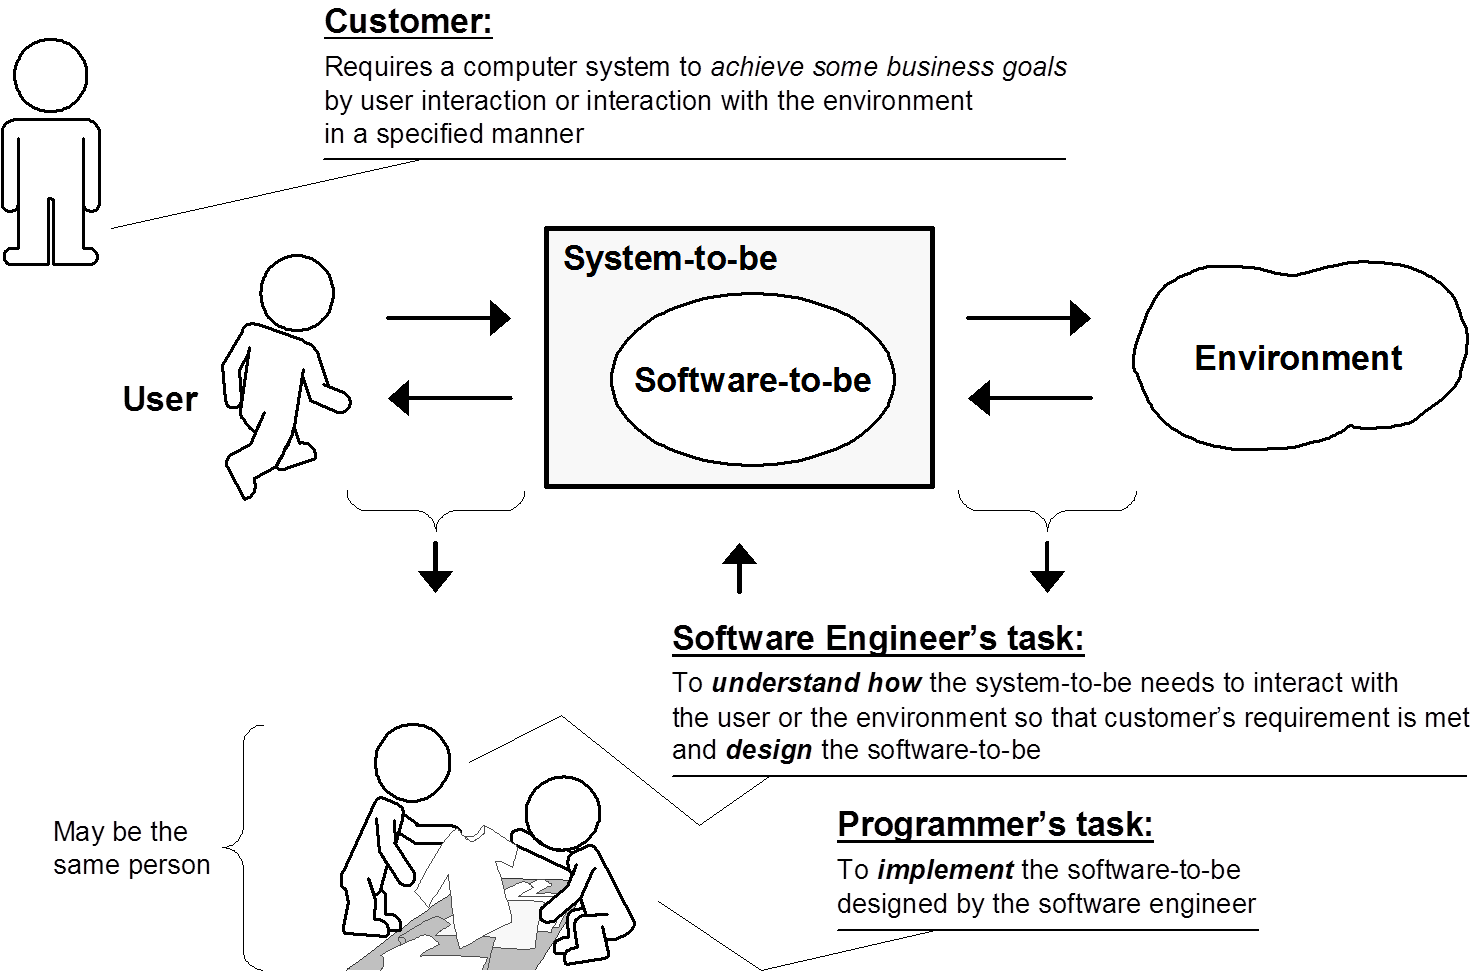 Customer:
Requires a computer system to achieve some business goals
by user interaction or interaction with the environment
in a specified manner
System-to-be
Software-to-be
Environment
User
Software Engineer’s task:
To understand how the system-to-be needs to interact with
the user or the environment so that customer’s requirement is met
and design the software-to-be
May be the
same person
Programmer’s task:
To implement the software-to-be
designed by the software engineer